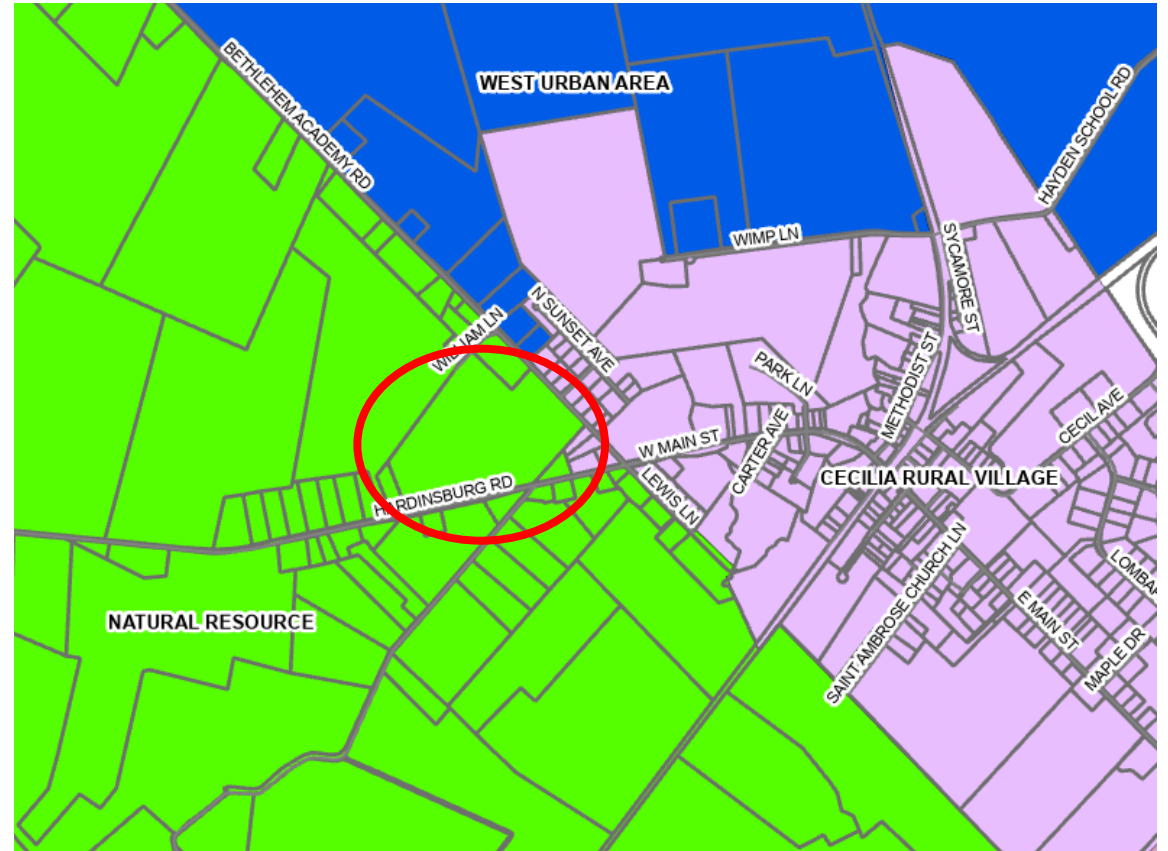 BETHLEHEM ACADEMY RD
WEST URBAN AREA
HAYDEN SCHOOL RD
WIMP LN
SYCAMORE ST
N SUNSET AVE
WILLIAM LN
PARK LN
METHODIST ST
CECIL AVE
W MAIN ST
CARTER AVE
LEWIS LN
HARDINSBURG RD
CECILIA RURAL VILLAGE
SAINT AMBROSE CHURCH LN
LOMBAR
E MAIN ST
NATURAL RESOURCE
MAPLE DR